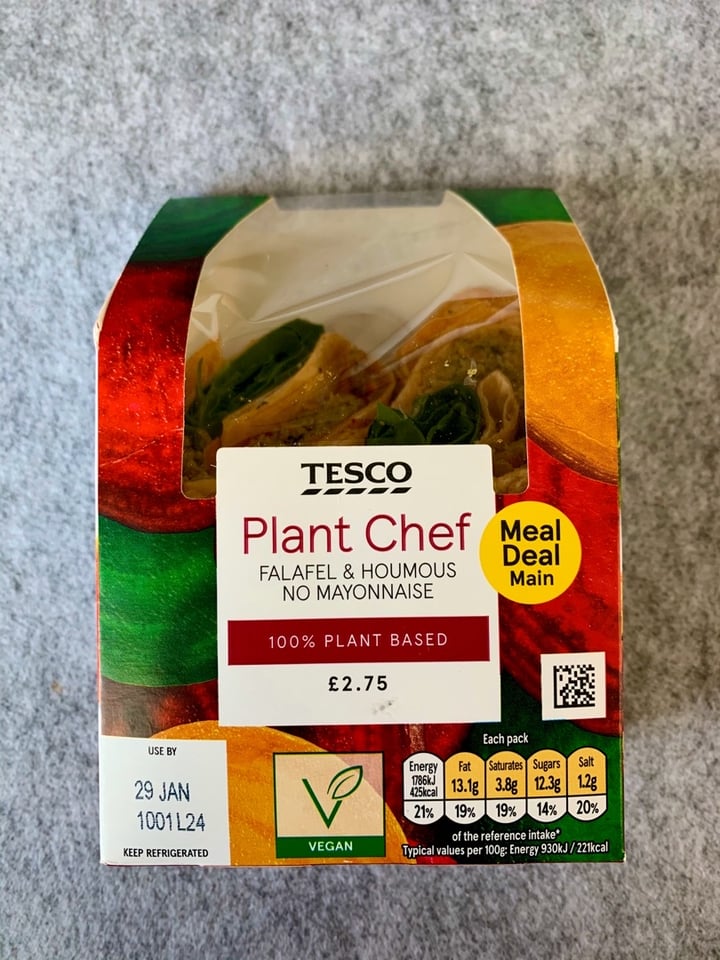 TESCO
Plant Chef
FALAFEL & HOUMOUS
NO MAYONNAISE
100% PLANT BASED
£2.75
Meal
Deal
Main
USE BY
29 JAN
1001L24
KEEP REFRIGERATED
VEGAN
Each pack
Energy Fat Saturates Sugars Salt
1786kJ
425kcal 13.1g 3.8g 12.3g 1.2g
21% 19% 19% 14% 20%
of the reference intake*
Typical values per 100g: Energy 930kJ / 221kcal